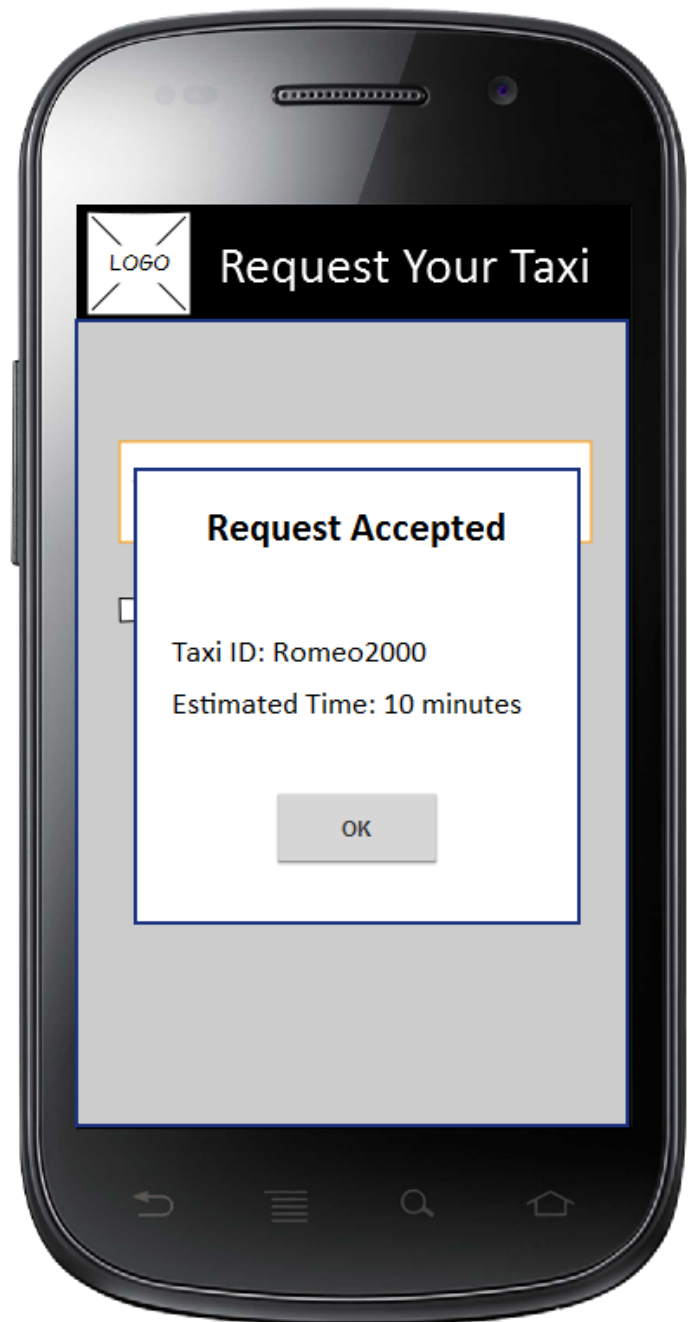 LOGO
Request Your Taxi
Request Accepted
Taxi ID: Romeo2000
Estimated Time: 10 minutes
OK